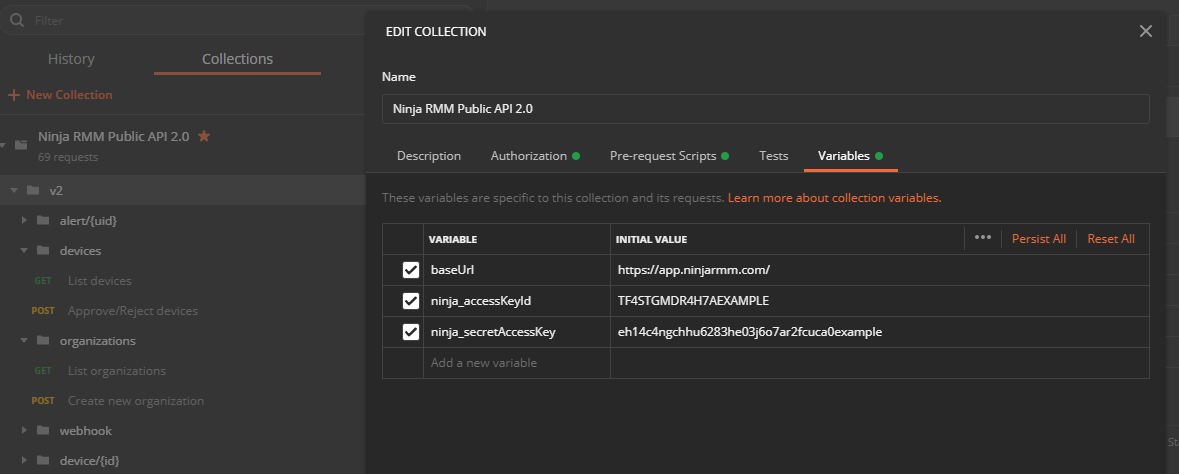 Filter
History Collections
+ New Collection
Ninja RMM Public API 2.0
69 requests
v2
alert/{uid}
devices
GET List devices
POST Approve/Reject devices
organizations
GET List organizations
POST Create new organization
webhook
device/{id}
EDIT COLLECTION
Name
Ninja RMM Public API 2.0
Description Authorization Pre-request Scripts Tests Variables
These variables are specific to this collection and its requests. Learn more about collection variables.
VARIABLE INITIAL VALUE ••• Persist All Reset All
baseUrl https://app.ninjarmm.com/
ninja_accessKeyId TF4STGMDR4H7AEXAMPLE
ninja_secretAccessKey eh14c4ngchhu6283he03j6o7ar2fcuca0example
Add a new variable